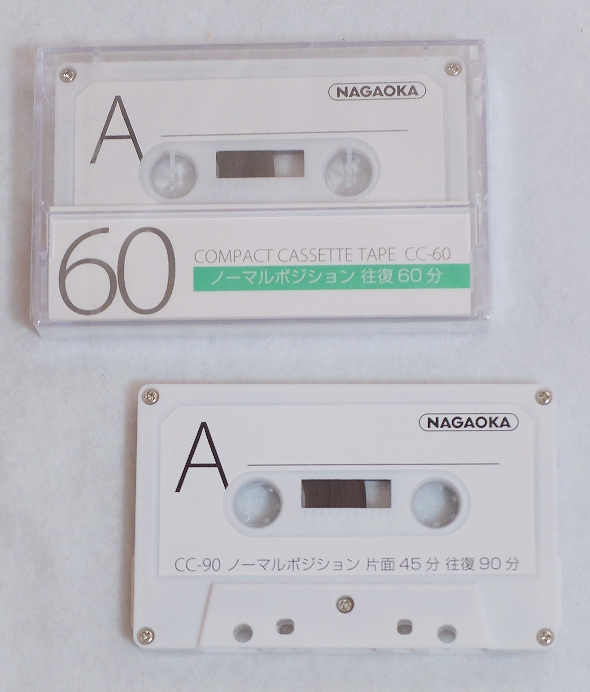 NAGAOKA
A
60
COMPACT CASSETTE TAPE CC-60
ノーマルポジション 往復60分
NAGAOKA
A
CC-90 ノーマルポジション 片面45分 往復90分